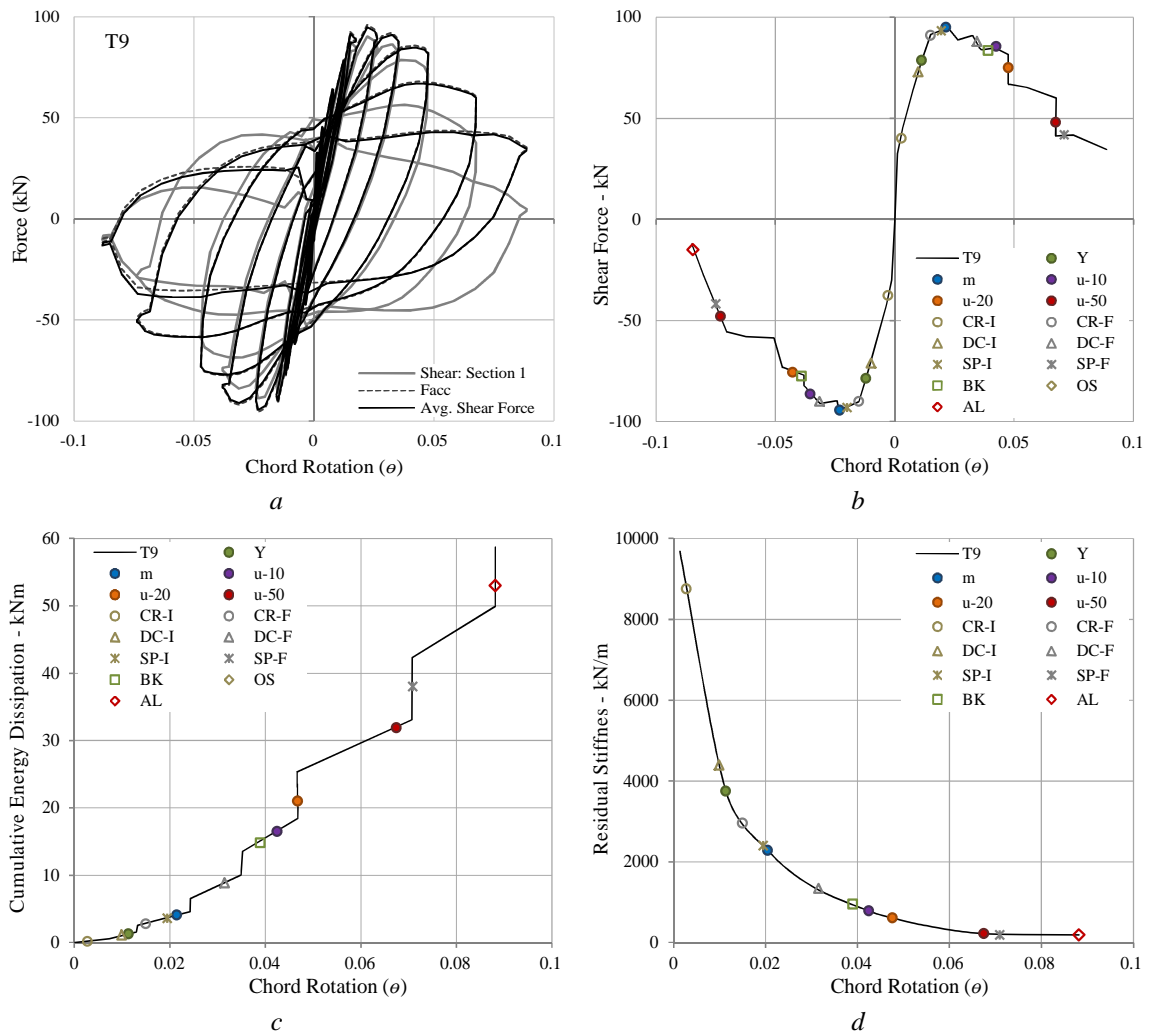 100
50
0
-50
-100
-0.1
-0.05
0
0.05
0.1
Force (kN)
Chord Rotation (ɵ)
T9
Shear: Section 1
Facc
Avg. Shear Force
a
100
50
0
-50
-100
-0.1
-0.05
0
0.05
0.1
Shear Force - kN
Chord Rotation (ɵ)
T9 Y
m u-10
u-20 u-50
CR-I CR-F
DC-I DC-F
SP-I SP-F
BK OS
AL
b
60
50
40
30
20
10
0
0
0.02
0.04
0.06
0.08
0.1
Cumulative Energy Dissipation - kNm
Chord Rotation (ɵ)
T9 Y
m u-10
u-20 u-50
CR-I CR-F
DC-I DC-F
SP-I SP-F
BK OS
AL
c
10000
8000
6000
4000
2000
0
0
0.02
0.04
0.06
0.08
0.1
Residual Stiffnes - kN/m
Chord Rotation (ɵ)
T9 Y
m u-10
u-20 u-50
CR-I CR-F
DC-I DC-F
SP-I SP-F
BK AL
d